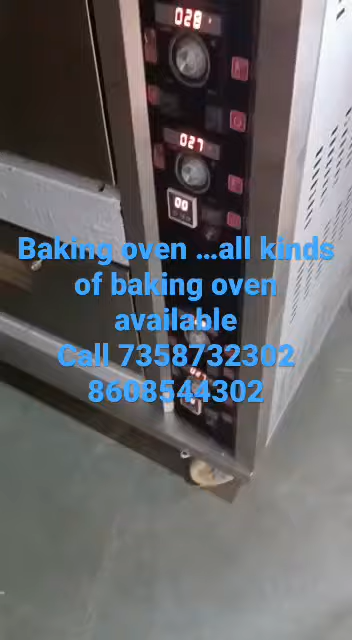 028
027
00
Baking oven ...all kinds
of baking oven
available
Call 7358732302
8608544302